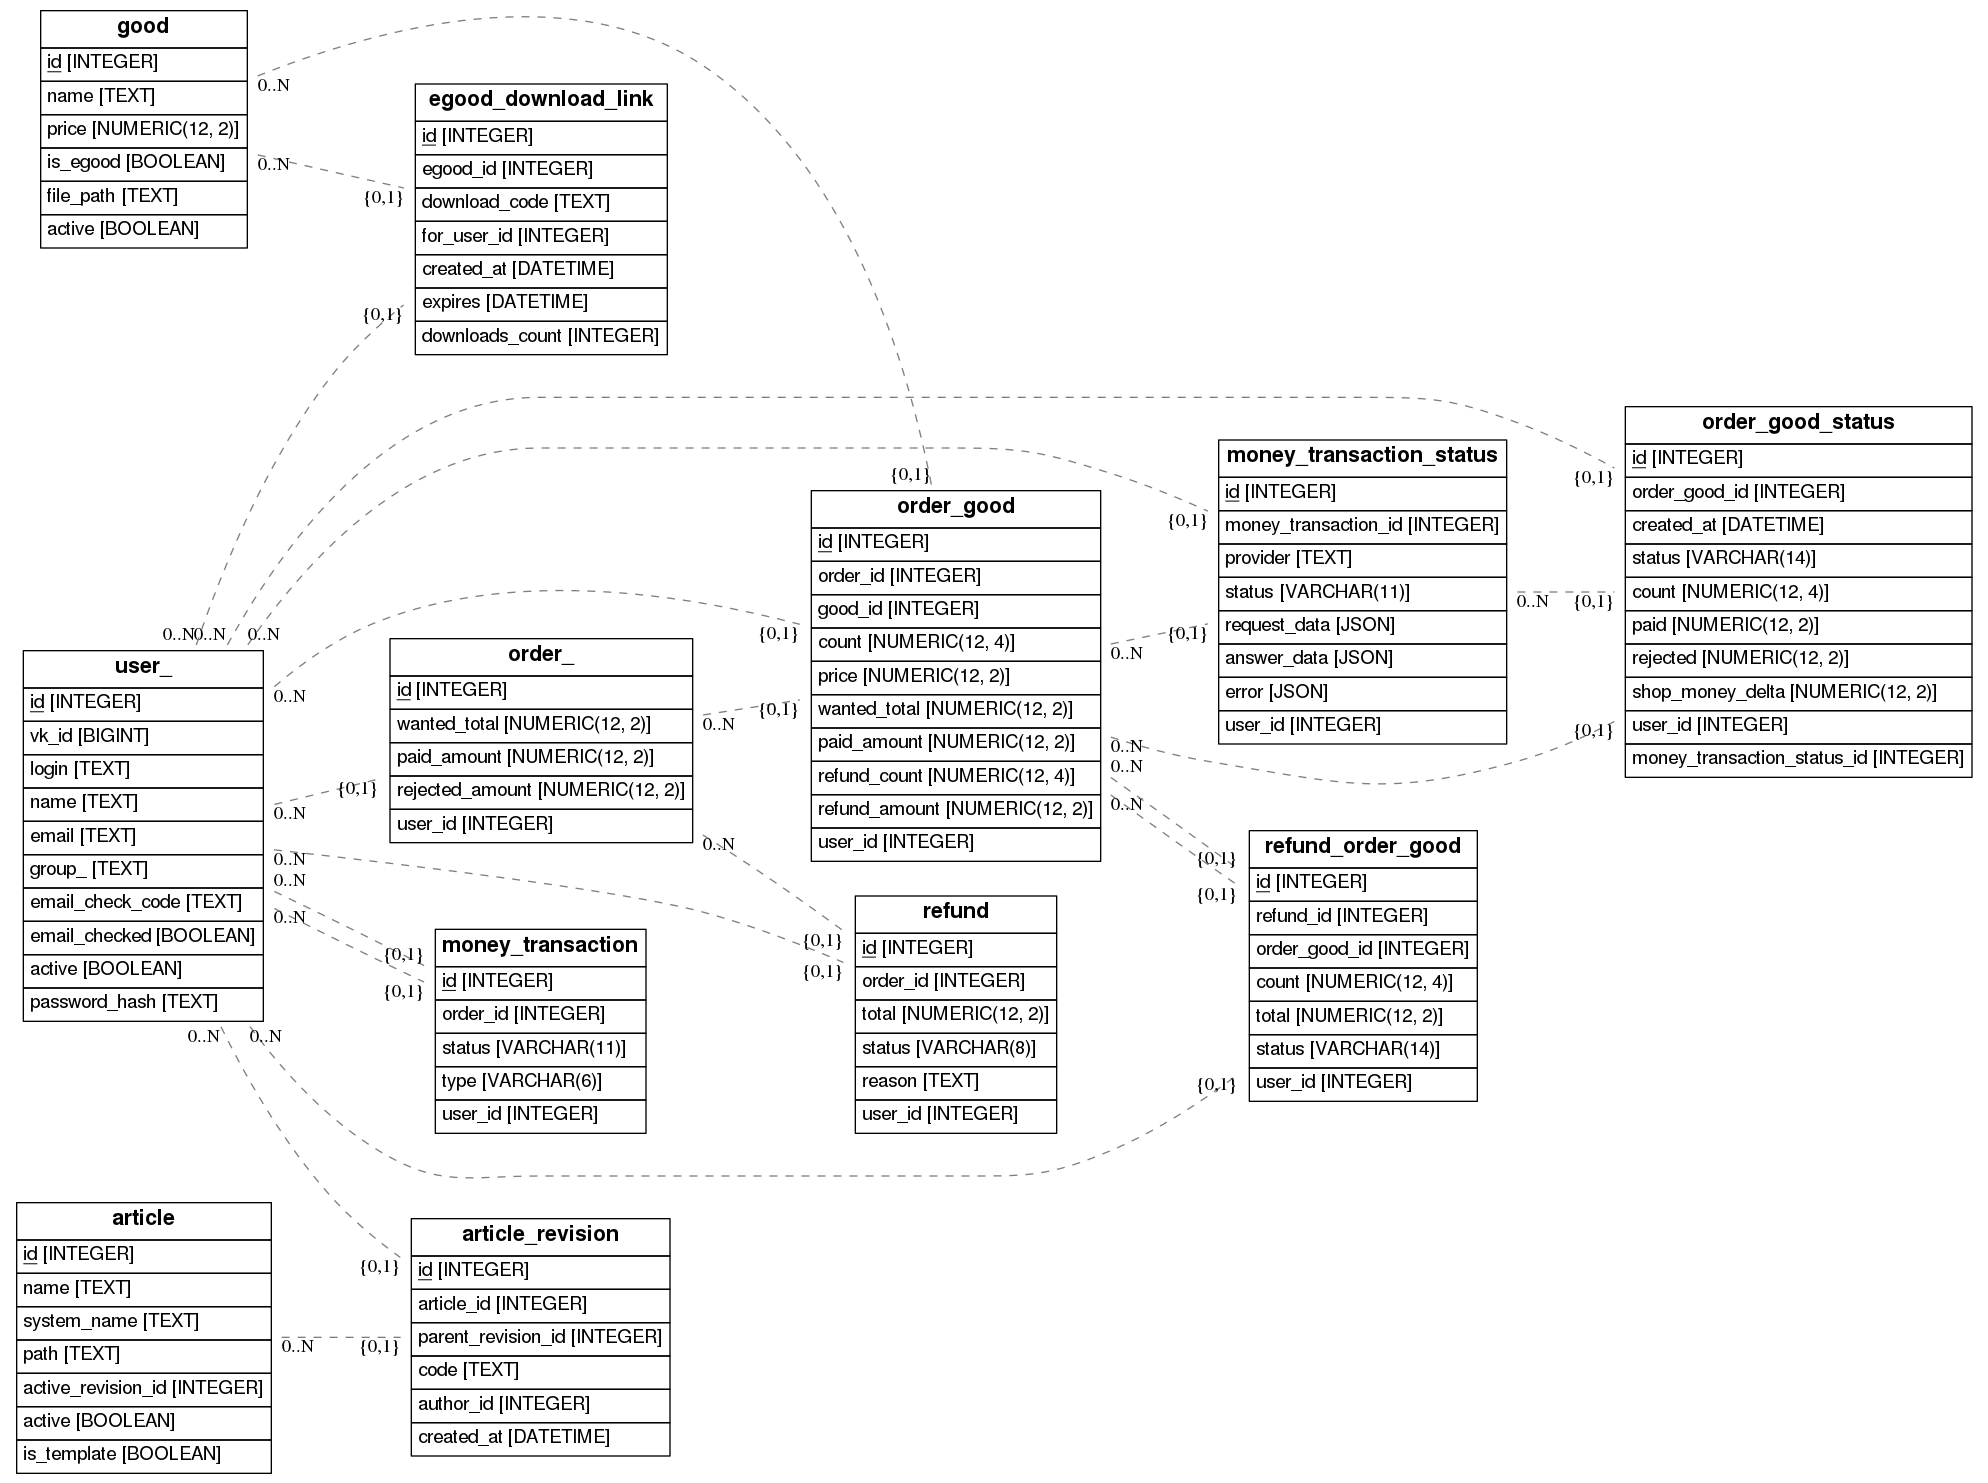 good
id [INTEGER]
name [TEXT]
price [NUMERIC(12, 2)]
is_egood [BOOLEAN]
file_path [TEXT]
active [BOOLEAN]
0..N
0..N
egood_download_link
id [INTEGER]
egood_id [INTEGER]
download_code [TEXT]
for_user_id [INTEGER]
created_at [DATETIME]
expires [DATETIME]
downloads_count [INTEGER]
{0,1}
{0,1}
order_good_status
id [INTEGER]
order_good_id [INTEGER]
created_at [DATETIME]
status [VARCHAR(14)]
count [NUMERIC(12, 4)]
paid [NUMERIC(12, 2)]
rejected [NUMERIC(12, 2)]
shop_money_delta [NUMERIC(12, 2)]
user_id [INTEGER]
money_transaction_status_id [INTEGER]
{0,1}
{0,1}
{0,1}
money_transaction_status
id [INTEGER]
money_transaction_id [INTEGER]
provider [TEXT]
status [VARCHAR(11)]
request_data [JSON]
answer_data [JSON]
error [JSON]
user_id [INTEGER]
{0,1}
{0,1}
0..N
order_good
id [INTEGER]
order_id [INTEGER]
good_id [INTEGER]
count [NUMERIC(12, 4)]
price [NUMERIC(12, 2)]
wanted_total [NUMERIC(12, 2)]
paid_amount [NUMERIC(12, 2)]
refund_count [NUMERIC(12, 4)]
refund_amount [NUMERIC(12, 2)]
user_id [INTEGER]
{0,1}
{0,1}
{0,1}
0..N
0..N
0..N
0..N
order_
id [INTEGER]
wanted_total [NUMERIC(12, 2)]
paid_amount [NUMERIC(12, 2)]
rejected_amount [NUMERIC(12, 2)]
user_id [INTEGER]
{0,1}
0..N
0..N
user_
id [INTEGER]
vk_id [BIGINT]
login [TEXT]
name [TEXT]
email [TEXT]
group_ [TEXT]
email_check_code [TEXT]
email_checked [BOOLEAN]
active [BOOLEAN]
password_hash [TEXT]
0..N
0..N
0..N
0..N
0..N
0..N
0..N
0..N
0..N
0..N
refund_order_good
id [INTEGER]
refund_id [INTEGER]
order_good_id [INTEGER]
count [NUMERIC(12, 4)]
total [NUMERIC(12, 2)]
status [VARCHAR(14)]
user_id [INTEGER]
{0,1}
{0,1}
{0,1}
refund
id [INTEGER]
order_id [INTEGER]
total [NUMERIC(12, 2)]
status [VARCHAR(8)]
reason [TEXT]
user_id [INTEGER]
{0,1}
{0,1}
money_transaction
id [INTEGER]
order_id [INTEGER]
status [VARCHAR(11)]
type [VARCHAR(6)]
user_id [INTEGER]
{0,1}
{0,1}
article
id [INTEGER]
name [TEXT]
system_name [TEXT]
path [TEXT]
active_revision_id [INTEGER]
active [BOOLEAN]
is_template [BOOLEAN]
0..N
article_revision
id [INTEGER]
article_id [INTEGER]
parent_revision_id [INTEGER]
code [TEXT]
author_id [INTEGER]
created_at [DATETIME]
{0,1}
{0,1}